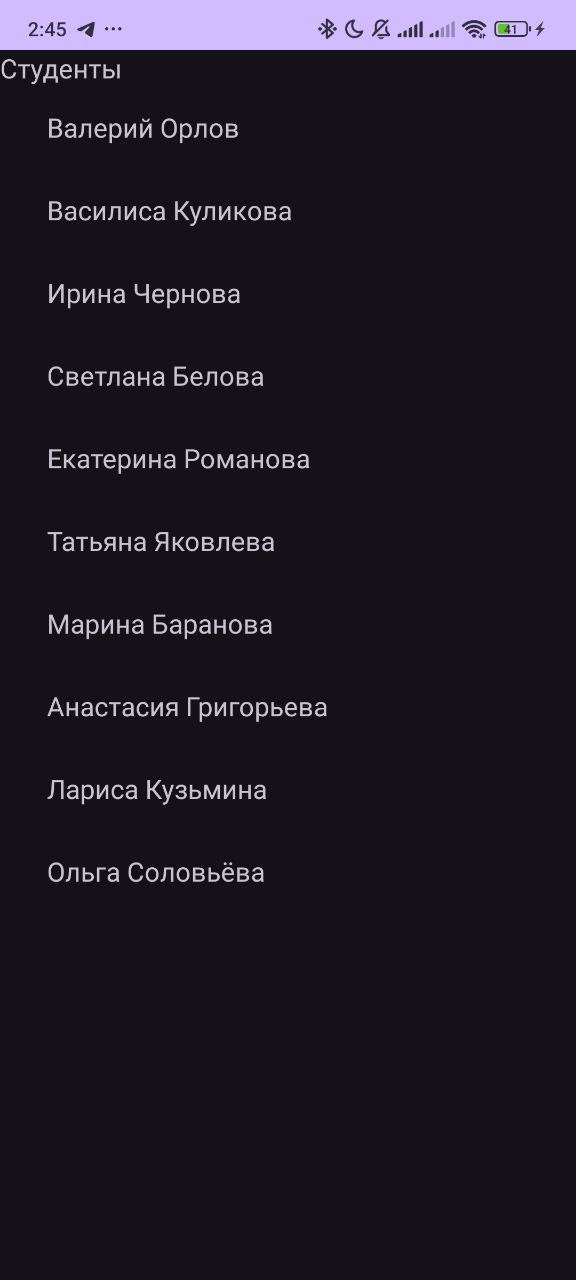 2:45 ...
41
Студенты
Валерий Орлов
Василиса Куликова
Ирина Чернова
Светлана Белова
Екатерина Романова
Татьяна Яковлева
Марина Баранова
Анастасия Григорьева
Лариса Кузьмина
Ольга Соловьёва